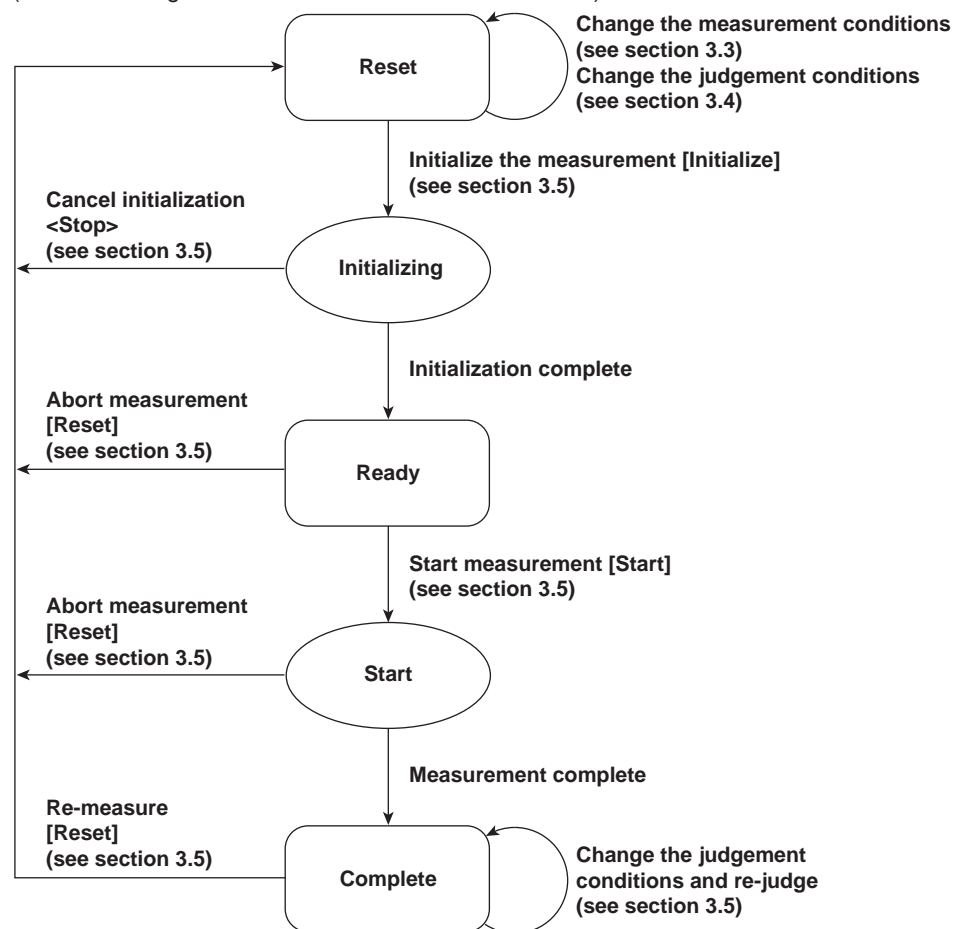 Change the measurement conditions
(see section 3.3)
Change the judgement conditions
(see section 3.4)
Reset
Initialize the measurement [Initialize]
(see section 3.5)
Cancel initialization
<Stop>
(see section 3.5)
Initializing
Initialization complete
Abort measurement
[Reset]
(see section 3.5)
Ready
Start measurement [Start]
(see section 3.5)
Abort measurement
[Reset]
(see section 3.5)
Start
Measurement complete
Re-measure
[Reset]
(see section 3.5)
Complete
Change the judgement
conditions and re-judge
(see section 3.5)